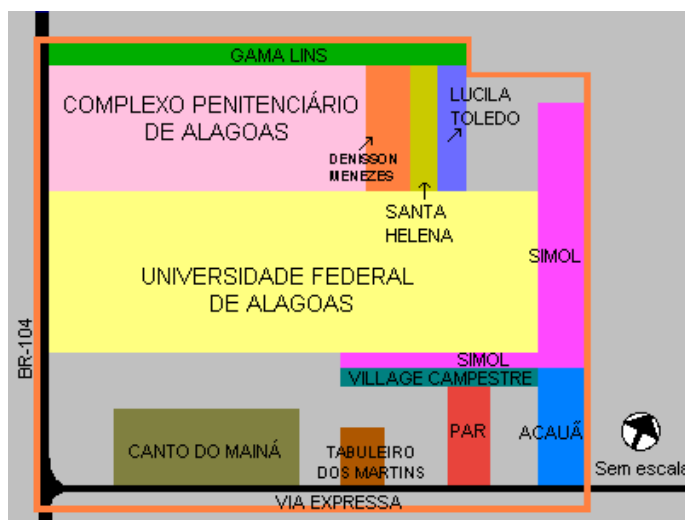 GAMA LINS
COMPLEXO PENITENCIÁRIO
DE ALAGOAS
LUCILA
TOLEDO
DENISSON
MENEZES
SANTA
HELENA
SIMOL
UNIVERSIDADE FEDERAL
DE ALAGOAS
BR-104
SIMOL
VILLAGE CAMPESTRE
PAR
ACAUÃ
CANTO DO MAINÁ
TABULEIRO
DOS MARTINS
Sem escala
VIA EXPRESSA